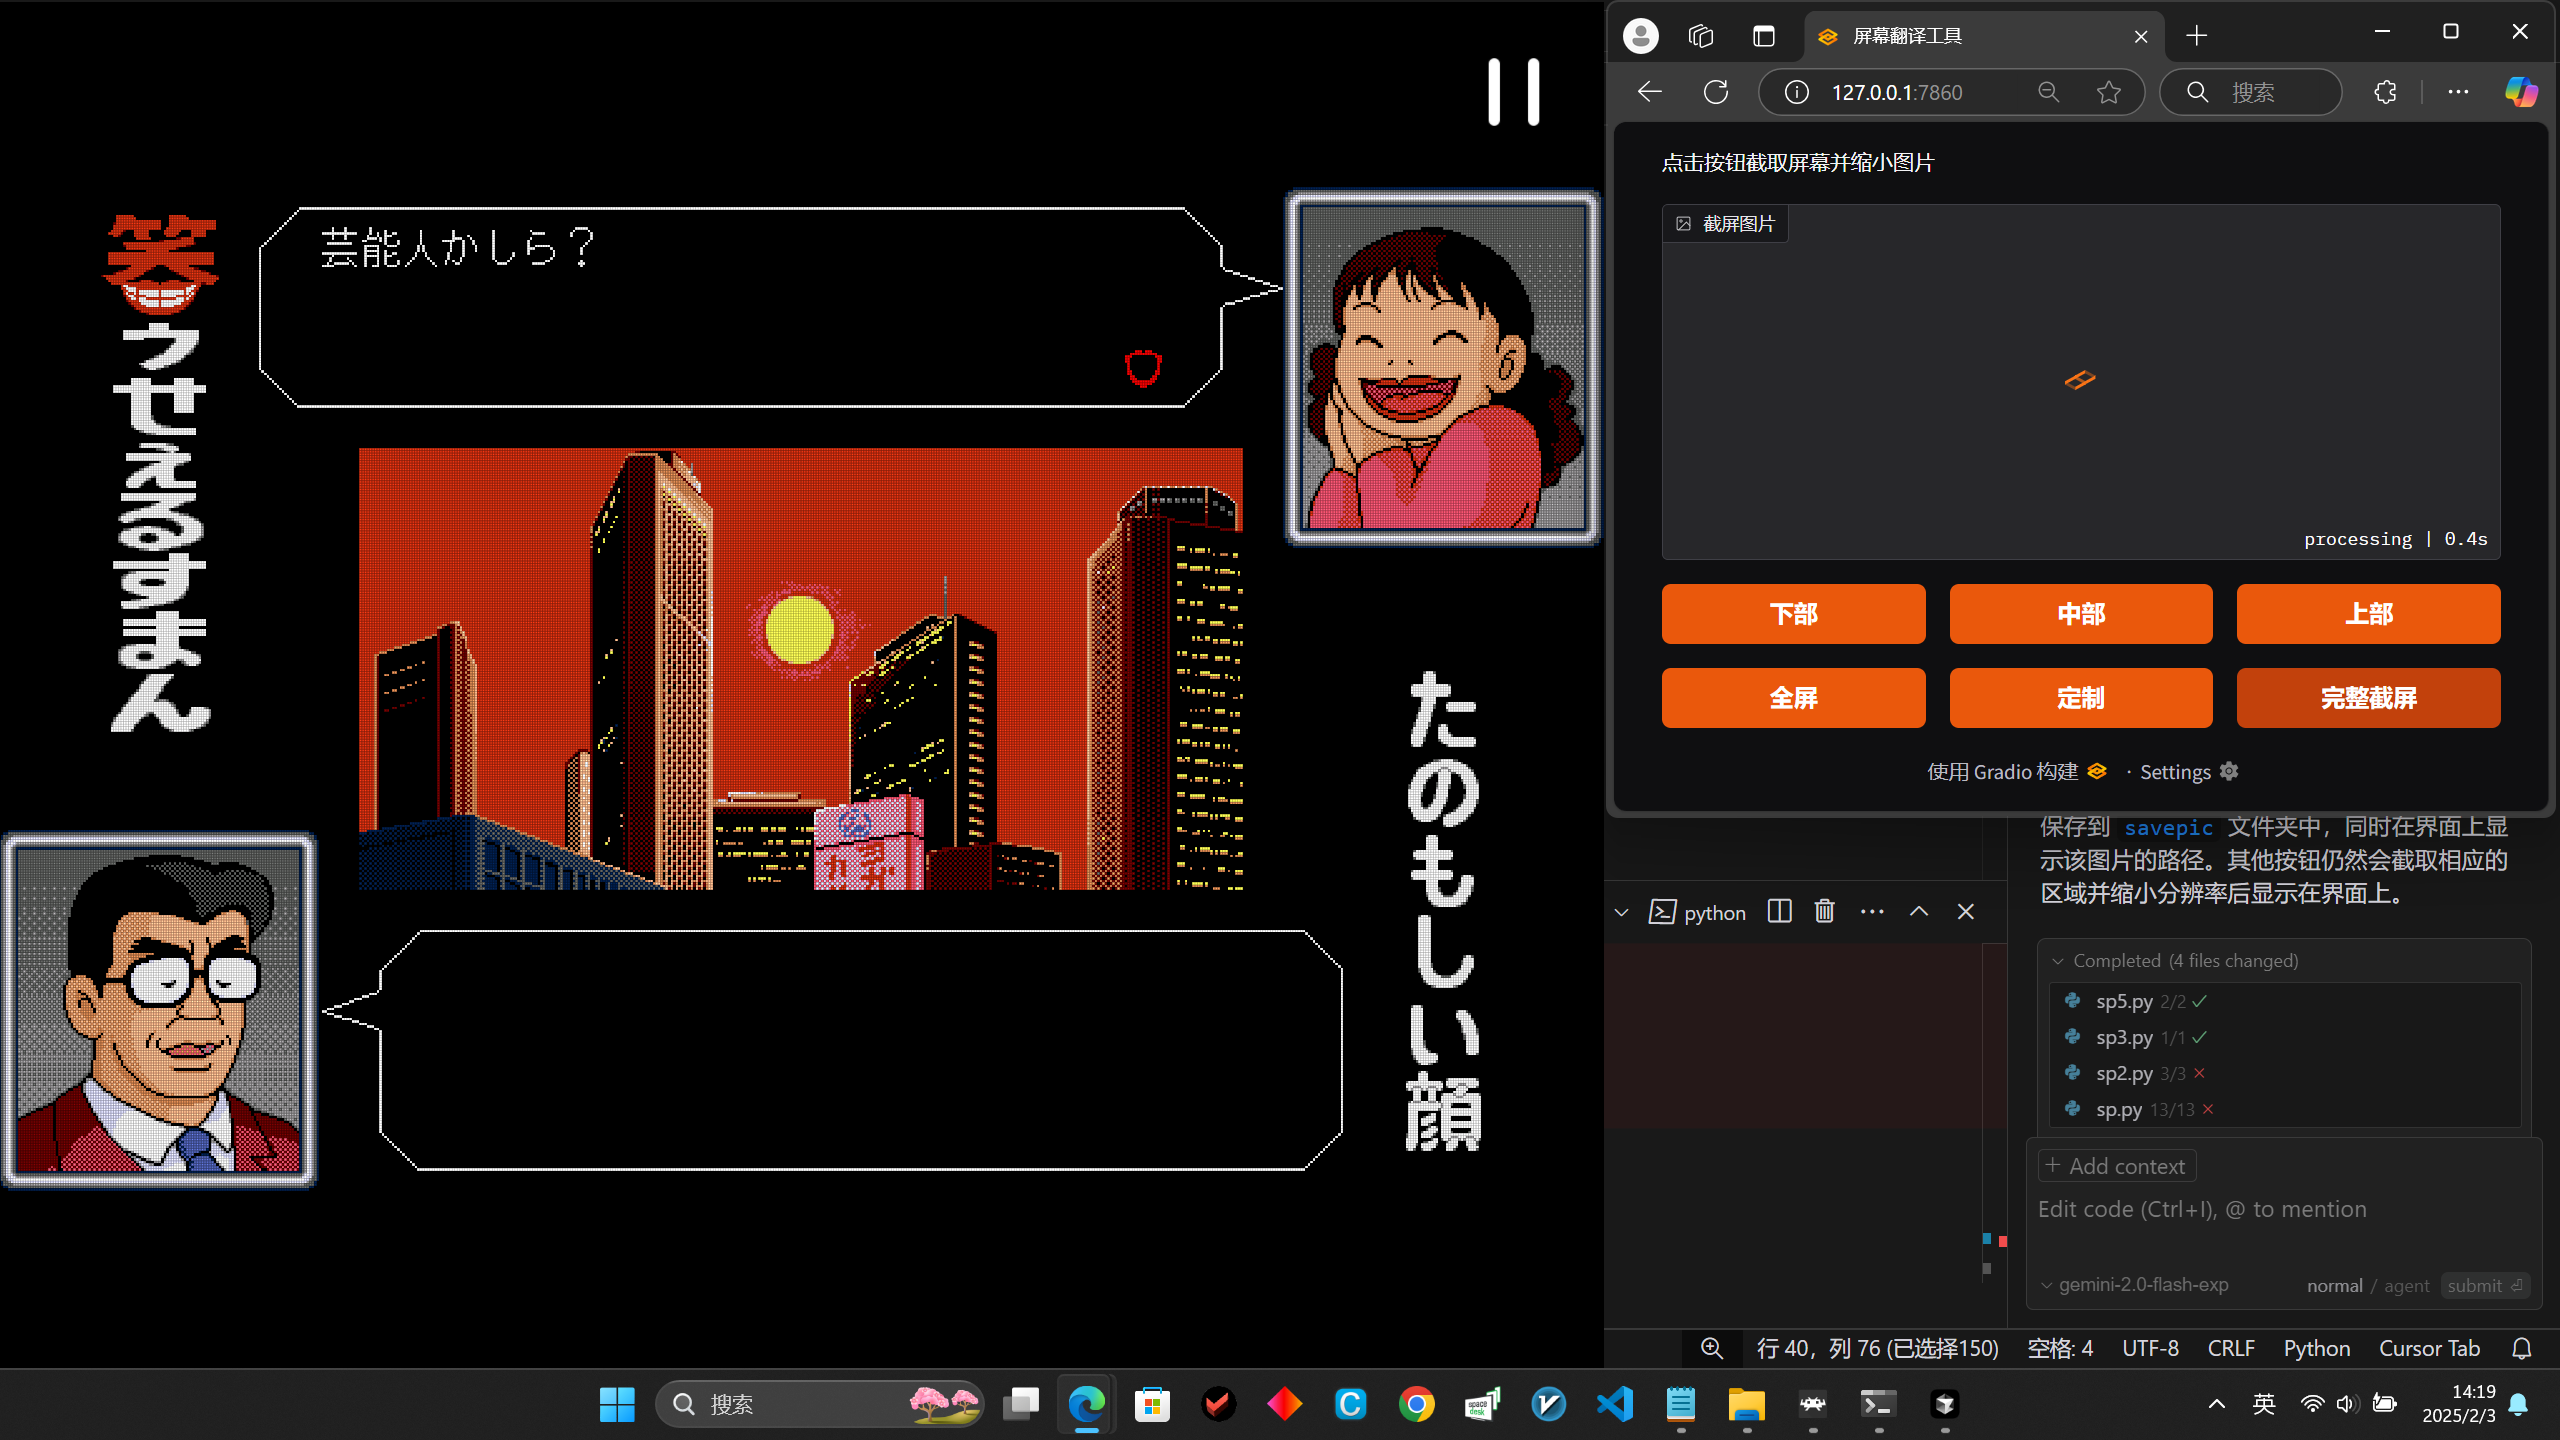 芸能人かしら？
笑ゥせぇるすまん
たのもしい顔
屏幕翻译工具
127.0.0.1:7860
搜索
点击按钮截取屏幕并缩小图片
截屏图片
processing | 0.4s
下部
中部
上部
全屏
定制
完整截屏
使用 Gradio 构建 · Settings
保存到 savepic 文件夹中，同时在界面上显
示该图片的路径。其他按钮仍然会截取相应的
区域并缩小分辨率后显示在界面上。
python
Completed (4 files changed)
sp5.py 2/2
sp3.py 1/1
sp2.py 3/3
sp.py 13/13
+ Add context
Edit code (Ctrl+I), @ to mention
gemini-2.0-flash-exp
normal / agent submit
行 40，列 76 (已选择150)
空格: 4
UTF-8
CRLF
Python
Cursor Tab
搜索
space desk
英
14:19
2025/2/3